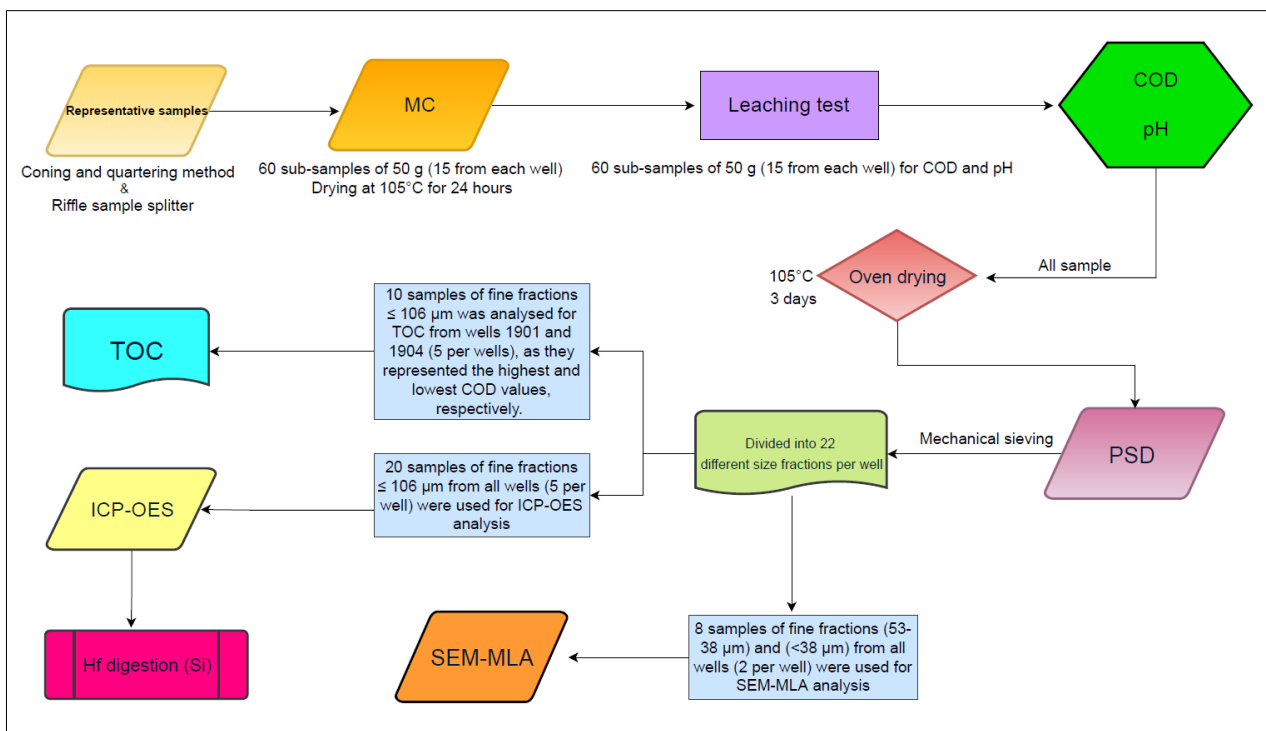 Representative samples
Coning and quartering method
&
Riffle sample splitter
MC
60 sub-samples of 50 g (15 from each well)
Drying at 105°C for 24 hours
Leaching test
60 sub-samples of 50 g (15 from each well) for COD and pH
COD
pH
All sample
Oven drying
105°C
3 days
PSD
Mechanical sieving
Divided into 22
different size fractions per well
10 samples of fine fractions
≤ 106 µm was analysed for
TOC from wells 1901 and
1904 (5 per wells), as they
represented the highest and
lowest COD values,
respectively.
TOC
20 samples of fine fractions
≤ 106 µm from all wells (5 per
well) were used for ICP-OES
analysis
ICP-OES
Hf digestion (Si)
8 samples of fine fractions (53-
38 µm) and (<38 µm) from all
wells (2 per well) were used for
SEM-MLA analysis
SEM-MLA